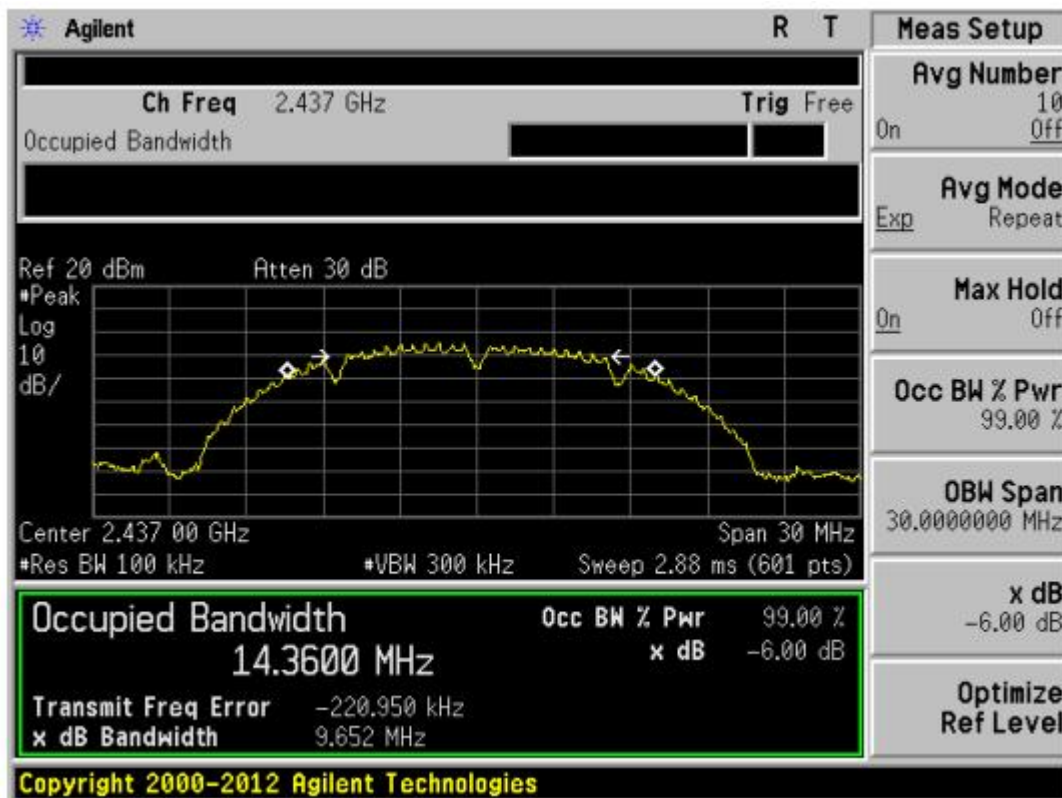 Agilent R T Meas Setup
Ch Freq 2.437 GHz Trig Free
Occupied Bandwidth
Ref 20 dBm Atten 30 dB
#Peak
Log
10
dB/
Center 2.437 00 GHz Span 30 MHz
#Res BW 100 kHz #VBW 300 kHz Sweep 2.88 ms (601 pts)
Occupied Bandwidth Occ BW % Pwr 99.00 %
14.3600 MHz x dB -6.00 dB
Transmit Freq Error -220.950 kHz
x dB Bandwidth 9.652 MHz
Avg Number
10
On Off
Avg Mode
Exp Repeat
Max Hold
On Off
Occ BW % Pwr
99.00 %
OBW Span
30.0000000 MHz
x dB
-6.00 dB
Optimize
Ref Level
Copyright 2000-2012 Agilent Technologies